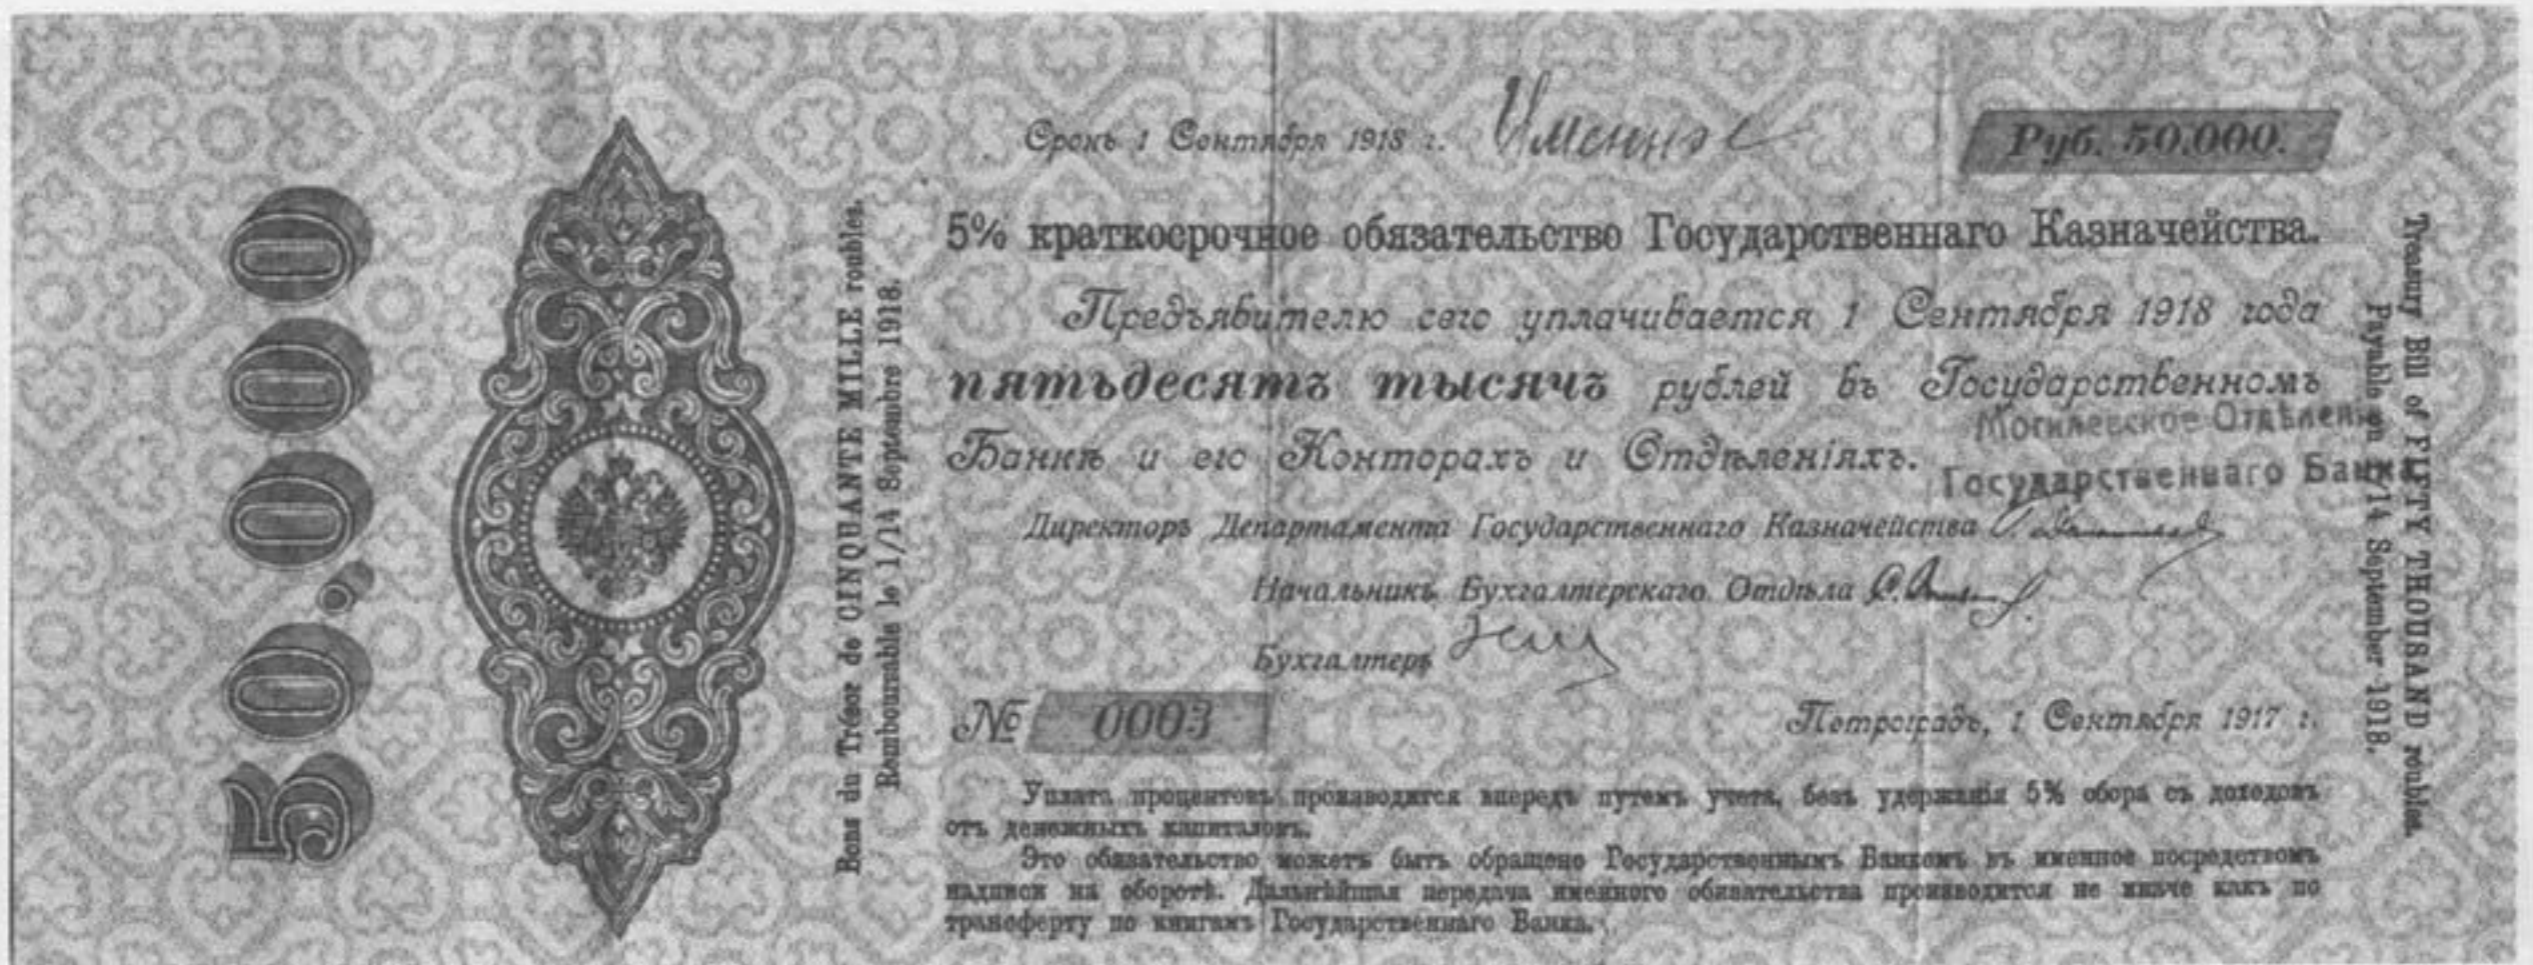 50.000
Bons du Trésor de CINQUANTE MILLE roubles.
Remboursable le 1/14 Septembre 1918.
Срокъ 1 Сентября 1918 г.
Именное
Руб. 50.000.
5% краткосрочное обязательство Государственнаго Казначейства.
Предъявителю сего уплачивается 1 Сентября 1918 года
пятьдесятъ тысячъ рублей въ Государственномъ
Банкѣ и его Конторахъ и Отдѣленіяхъ.
Могилевское Отдѣленіе
Государственнаго Банка
Директоръ Департамента Государственнаго Казначейства
Начальникъ Бухгалтерскаго Отдѣла
Бухгалтеръ
№ 0003
Петроградъ, 1 Сентября 1917 г.
Уплата процентовъ производится впередъ путемъ учета, безъ удержанія 5% сбора съ доходовъ
отъ денежныхъ капиталовъ.
Это обязательство можетъ быть обращено Государственнымъ Банкомъ въ именное посредствомъ
надписи на оборотѣ. Дальнѣйшая передача именного обязательства производится не иначе какъ по
трансферту по книгамъ Государственнаго Банка.
Treasury Bill of FIFTY THOUSAND roubles.
Payable on 1/14 September 1918.